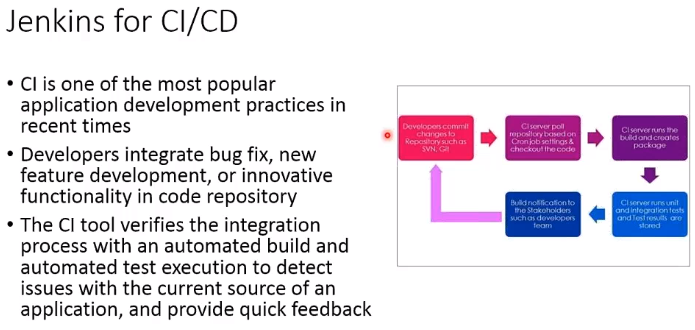 Jenkins for CI/CD
• CI is one of the most popular
application development practices in
recent times
• Developers integrate bug fix, new
feature development, or innovative
functionality in code repository
• The CI tool verifies the integration
process with an automated build and
automated test execution to detect
issues with the current source of an
application, and provide quick feedback
Developers commit
changes to
Repository such as
SVN, Git
CI server poll
repository based on
Cron job settings &
checkout the code
CI server runs the
build and creates
package
CI server runs unit
and integration tests
and Test results are
stored
Build notification to
the Stakeholders
such as developers
team